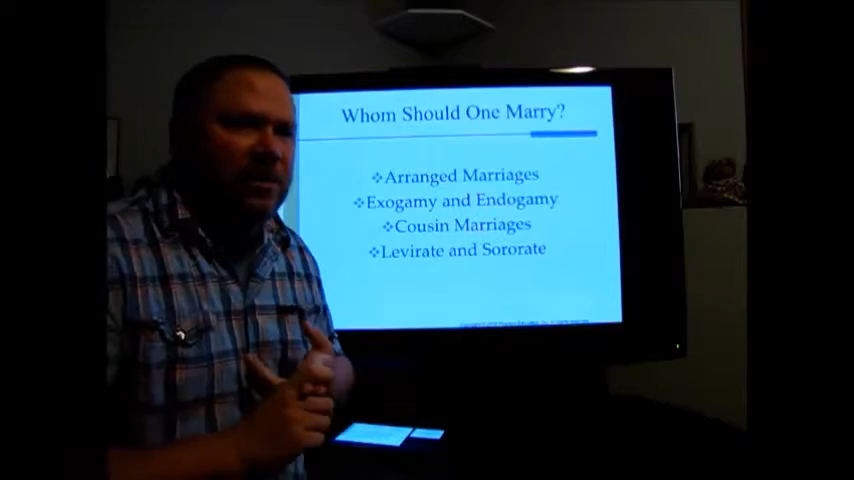 Whom Should One Marry?
❖Arranged Marriages
❖Exogamy and Endogamy
❖Cousin Marriages
❖Levirate and Sororate